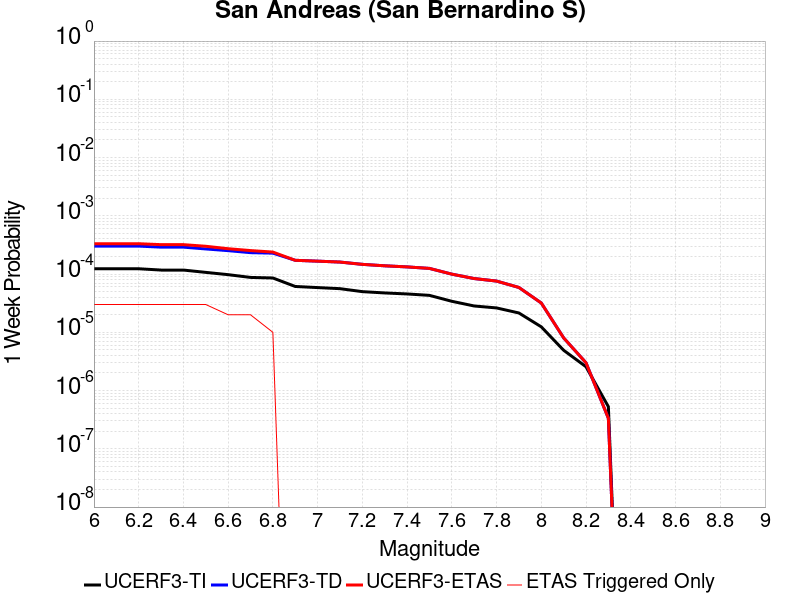 San Andreas (San Bernardino S)
10^0
10^-1
10^-2
10^-3
10^-4
10^-5
10^-6
10^-7
10^-8
1 Week Probability
6 6.2 6.4 6.6 6.8 7 7.2 7.4 7.6 7.8 8 8.2 8.4 8.6 8.8 9
Magnitude
UCERF3-TI UCERF3-TD UCERF3-ETAS ETAS Triggered Only